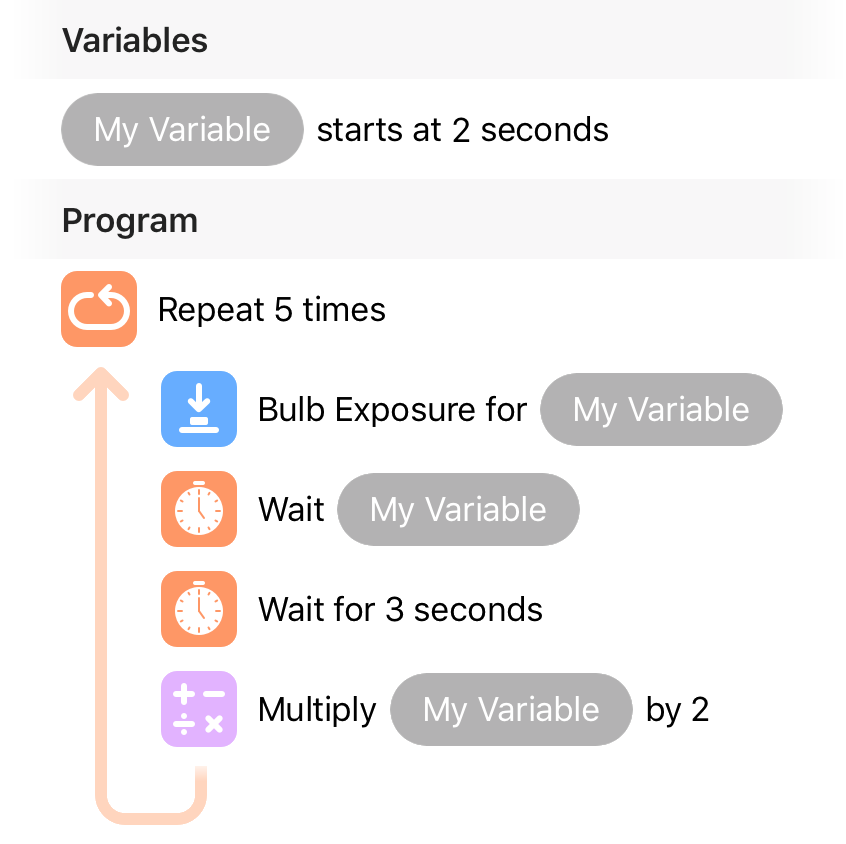 Variables
My Variable starts at 2 seconds
Program
Repeat 5 times
Bulb Exposure for My Variable
Wait My Variable
Wait for 3 seconds
Multiply My Variable by 2